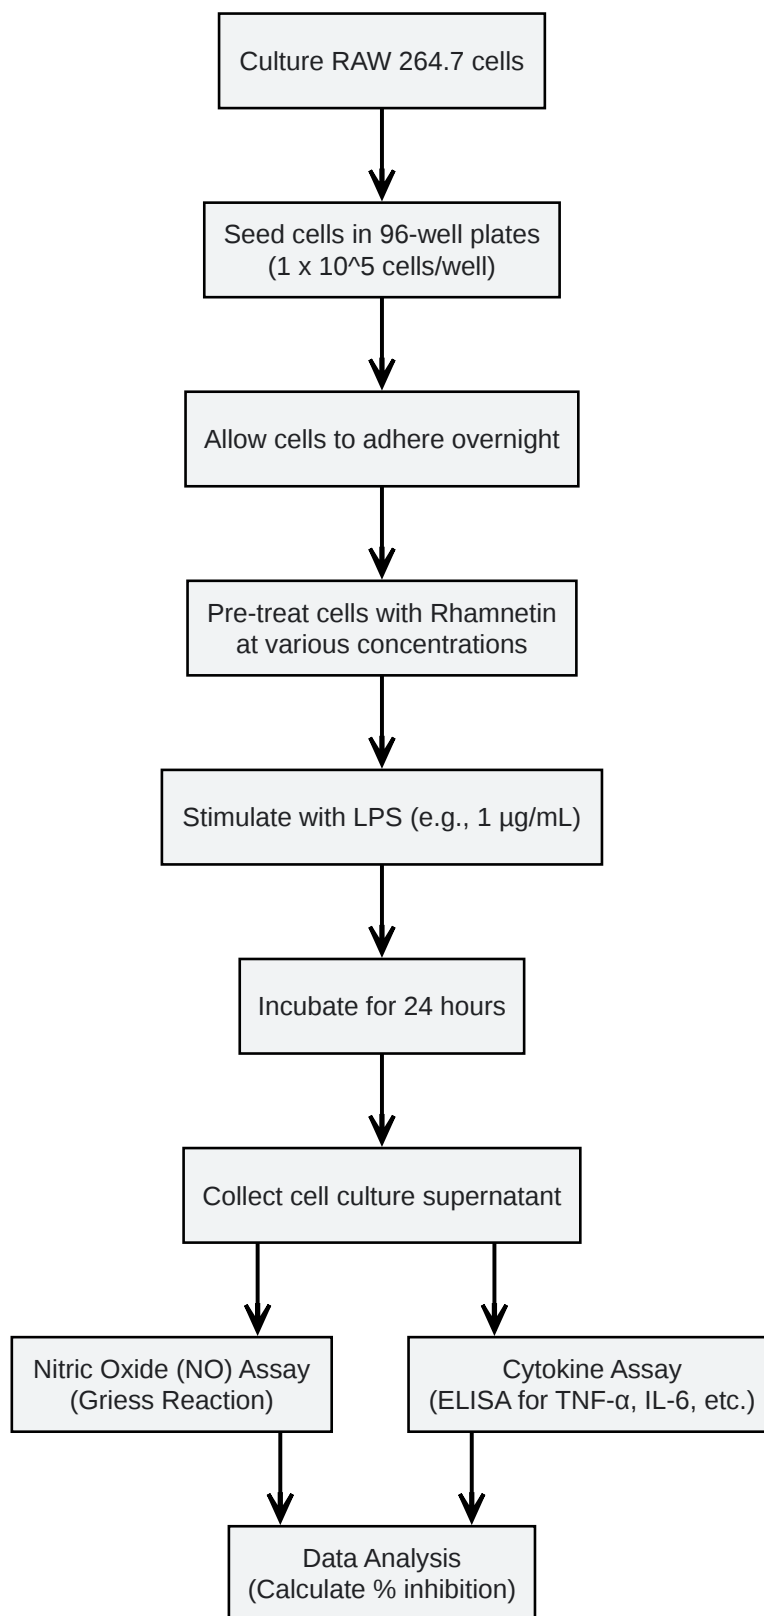 Culture RAW 264.7 cells
Seed cells in 96-well plates
(1 x 10^5 cells/well)
Allow cells to adhere overnight
Pre-treat cells with Rhamnetin
at various concentrations
Stimulate with LPS (e.g., 1 µg/mL)
Incubate for 24 hours
Collect cell culture supernatant
Nitric Oxide (NO) Assay
(Griess Reaction)
Cytokine Assay
(ELISA for TNF-α, IL-6, etc.)
Data Analysis
(Calculate % inhibition)